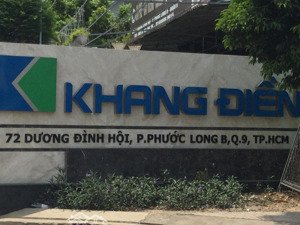 KHANG ĐIỀN
72 DƯƠNG ĐÌNH HỘI, P.PHƯỚC LONG B,Q.9, TP.HCM